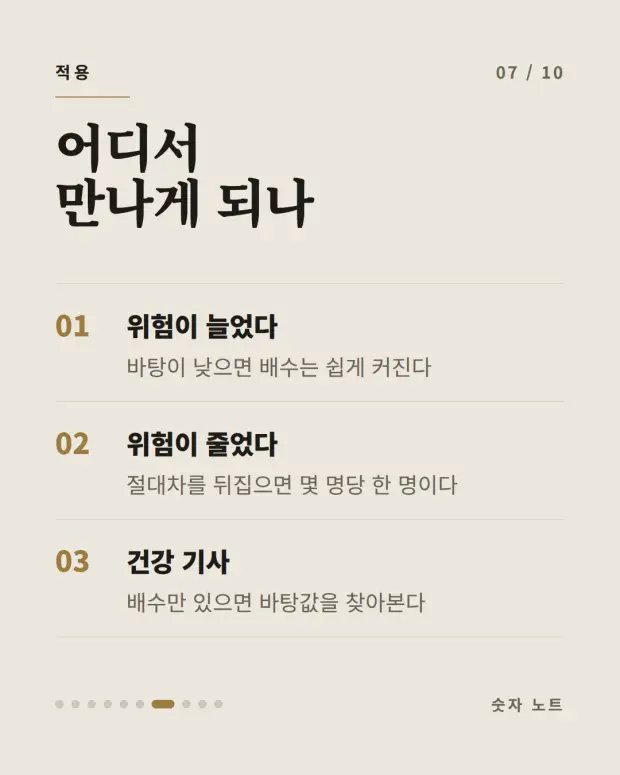 적용
07 / 10
어디서
만나게 되나
01
위험이 늘었다
바탕이 낮으면 배수는 쉽게 커진다
02
위험이 줄었다
절대차를 뒤집으면 몇 명당 한 명이다
03
건강 기사
배수만 있으면 바탕값을 찾아본다
숫자 노트